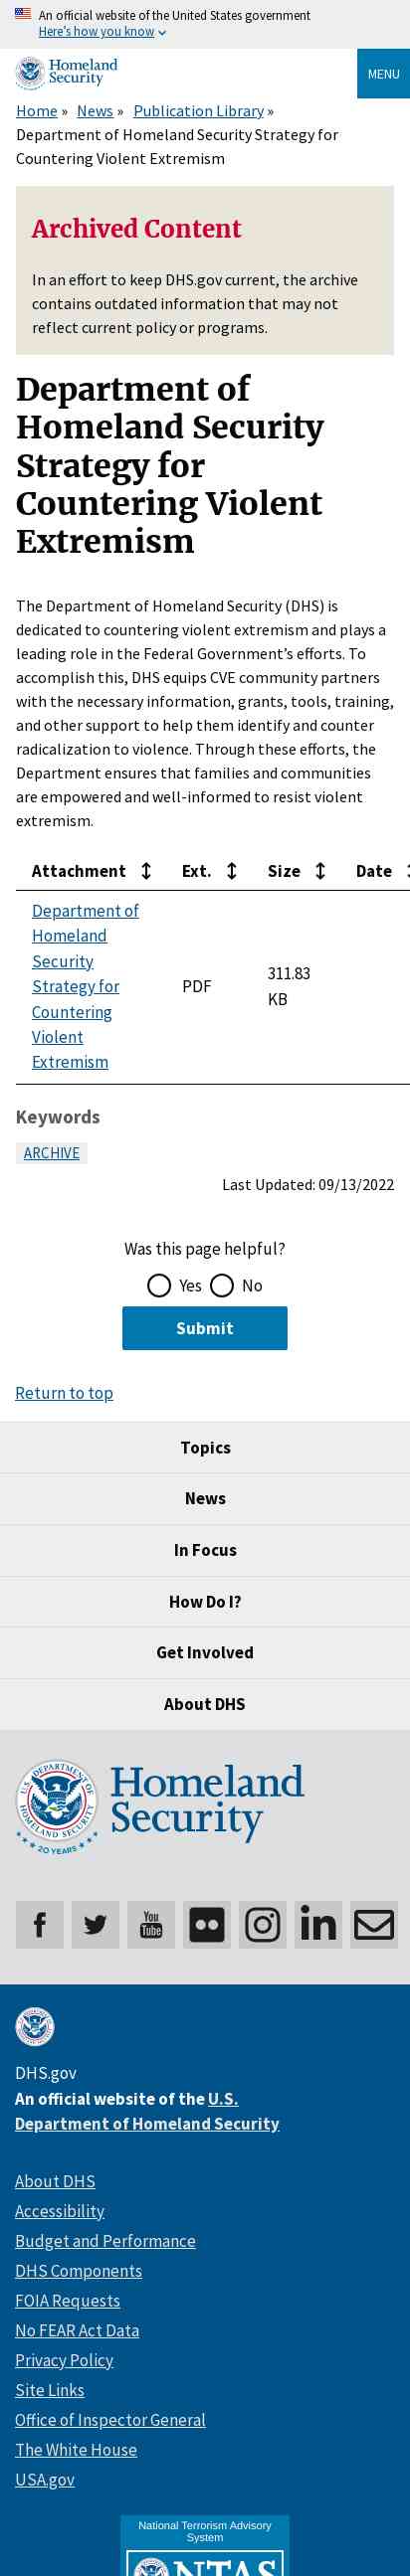 An official website of the United States government
Here's how you know
Homeland
Security
MENU
Home » News » Publication Library »
Department of Homeland Security Strategy for
Countering Violent Extremism
Archived Content
In an effort to keep DHS.gov current, the archive
contains outdated information that may not
reflect current policy or programs.
Department of
Homeland Security
Strategy for
Countering Violent
Extremism
The Department of Homeland Security (DHS) is
dedicated to countering violent extremism and plays a
leading role in the Federal Government's efforts. To
accomplish this, DHS equips CVE community partners
with the necessary information, grants, tools, training,
and other support to help them identify and counter
radicalization to violence. Through these efforts, the
Department ensures that families and communities
are empowered and well-informed to resist violent
extremism.
Attachment Ext. Size Date
Department of
Homeland
Security
Strategy for
Countering
Violent
Extremism
PDF
311.83
KB
Keywords
ARCHIVE
Last Updated: 09/13/2022
Was this page helpful?
Yes No
Submit
Return to top
Topics
News
In Focus
How Do I?
Get Involved
About DHS
U.S. DEPARTMENT OF
HOMELAND SECURITY
20 YEARS
Homeland
Security
You
Tube
DHS.gov
An official website of the U.S.
Department of Homeland Security
About DHS
Accessibility
Budget and Performance
DHS Components
FOIA Requests
No FEAR Act Data
Privacy Policy
Site Links
Office of Inspector General
The White House
USA.gov
National Terrorism Advisory
System
NTAS